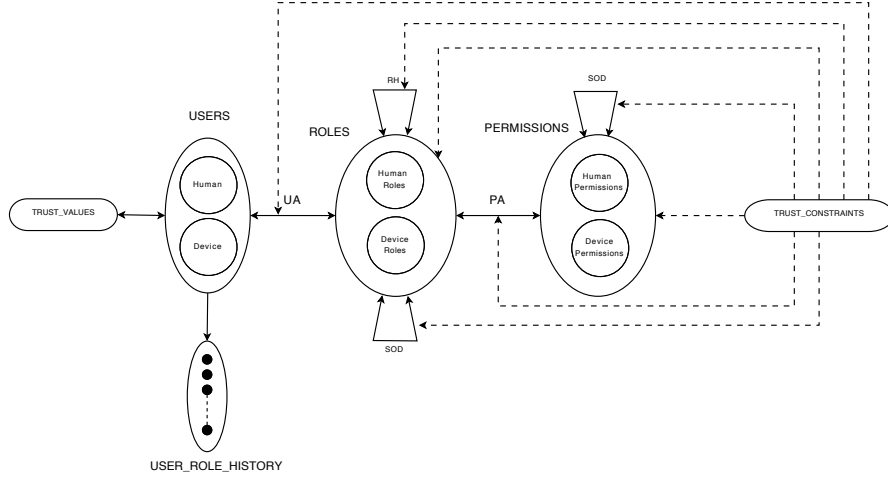 RH
SOD
USERS
ROLES
PERMISSIONS
Human
Human
Roles
Human
Permissions
UA
PA
TRUST_VALUES
TRUST_CONSTRAINTS
Device
Device
Roles
Device
Permissions
SOD
USER_ROLE_HISTORY